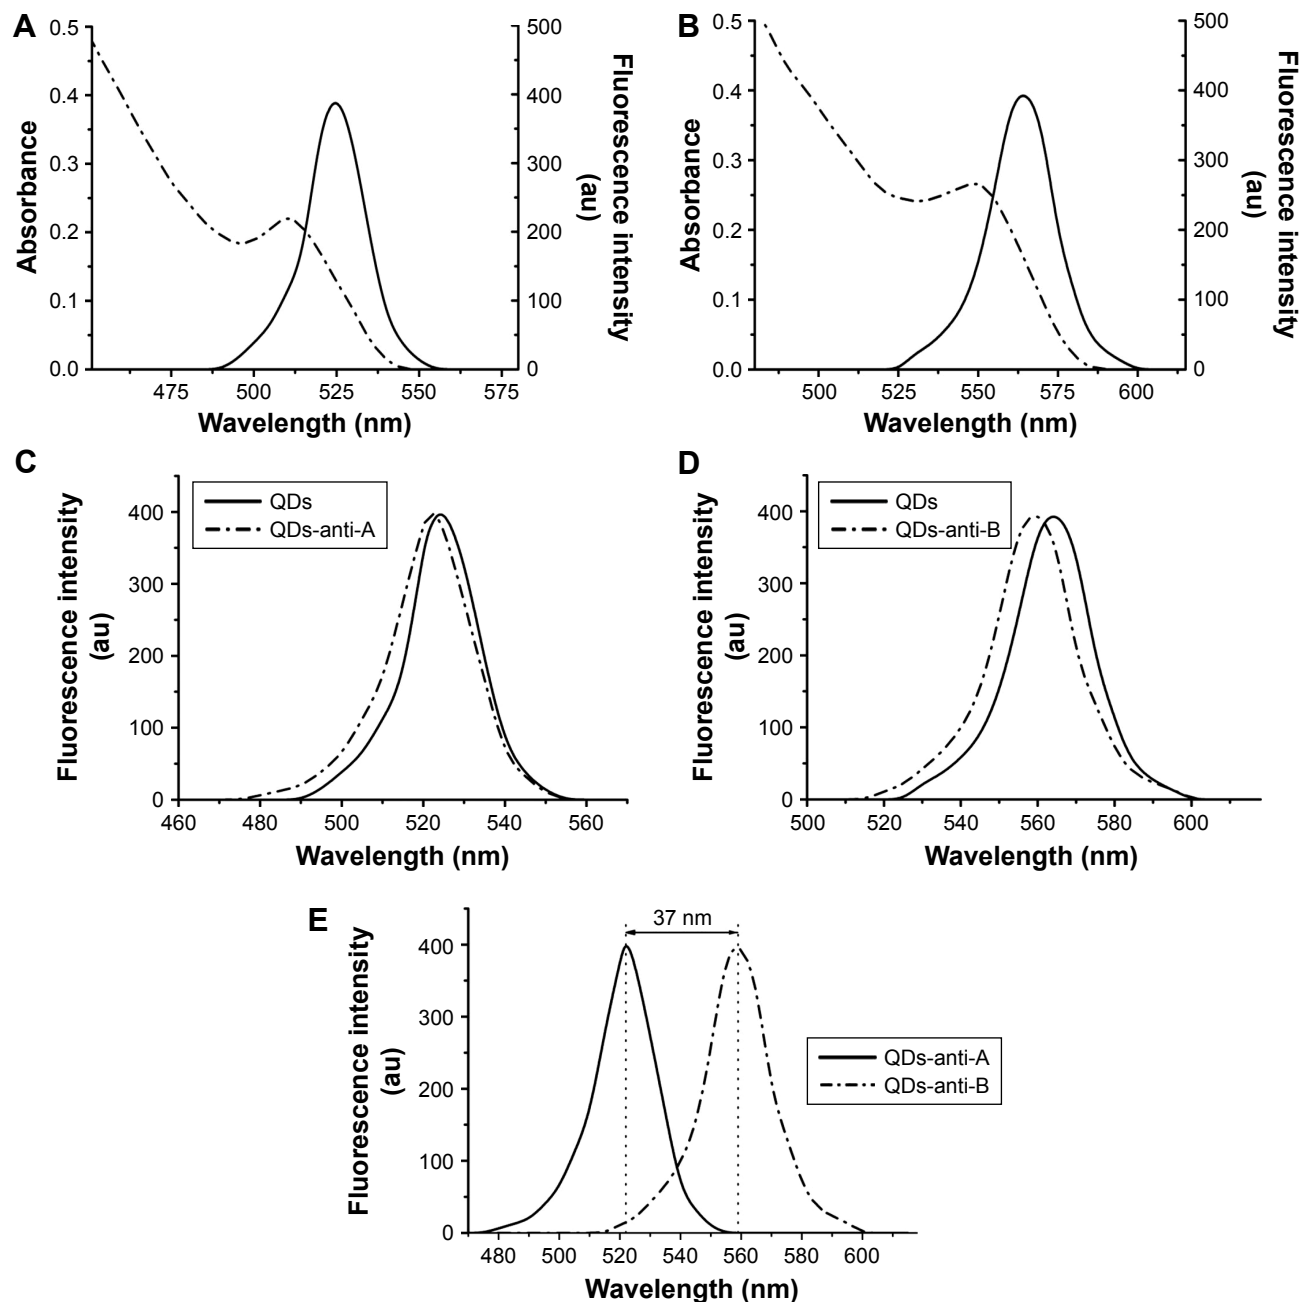 A
0.5
0.4
0.3
0.2
0.1
0.0
Absorbance
500
400
300
200
100
0
Fluorescence intensity
(au)
475 500 525 550 575
Wavelength (nm)
B
0.5
0.4
0.3
0.2
0.1
0.0
Absorbance
500
400
300
200
100
0
Fluorescence intensity
(au)
500 525 550 575 600
Wavelength (nm)
C
QDs
QDs-anti-A
400
300
200
100
0
Fluorescence intensity
(au)
460 480 500 520 540 560
Wavelength (nm)
D
QDs
QDs-anti-B
400
300
200
100
0
Fluorescence intensity
(au)
500 520 540 560 580 600
Wavelength (nm)
E
37 nm
400
300
200
100
0
Fluorescence intensity
(au)
QDs-anti-A
QDs-anti-B
480 500 520 540 560 580 600
Wavelength (nm)